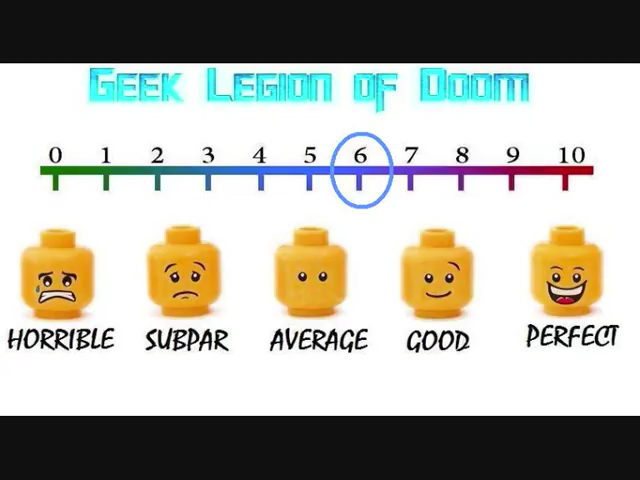 Geek Legion of Doom
0 1 2 3 4 5 6 7 8 9 10
HORRIBLE SUBPAR AVERAGE GOOD PERFECT